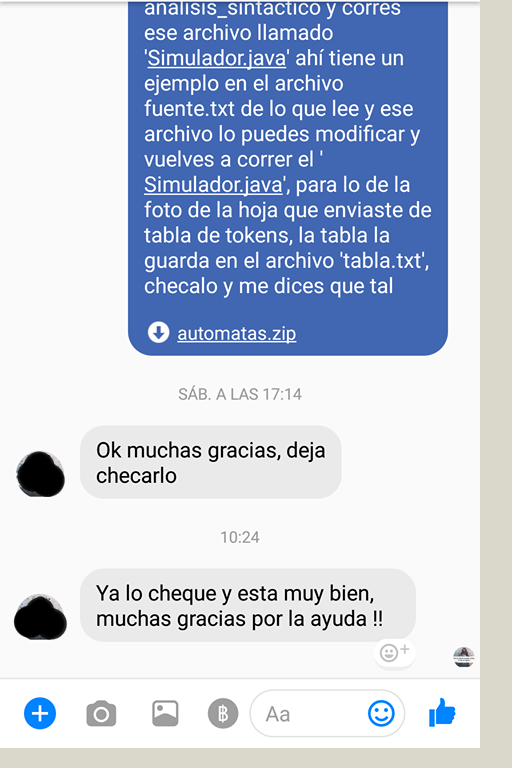 analisis_sintactico y corres
ese archivo llamado
'Simulador.java' ahí tiene un
ejemplo en el archivo
fuente.txt de lo que lee y ese
archivo lo puedes modificar y
vuelves a correr el '
Simulador.java', para lo de la
foto de la hoja que enviaste de
tabla de tokens, la tabla la
guarda en el archivo 'tabla.txt',
checalo y me dices que tal
automatas.zip
SÁB. A LAS 17:14
Ok muchas gracias, deja
checarlo
10:24
Ya lo cheque y esta muy bien,
muchas gracias por la ayuda !!
Aa